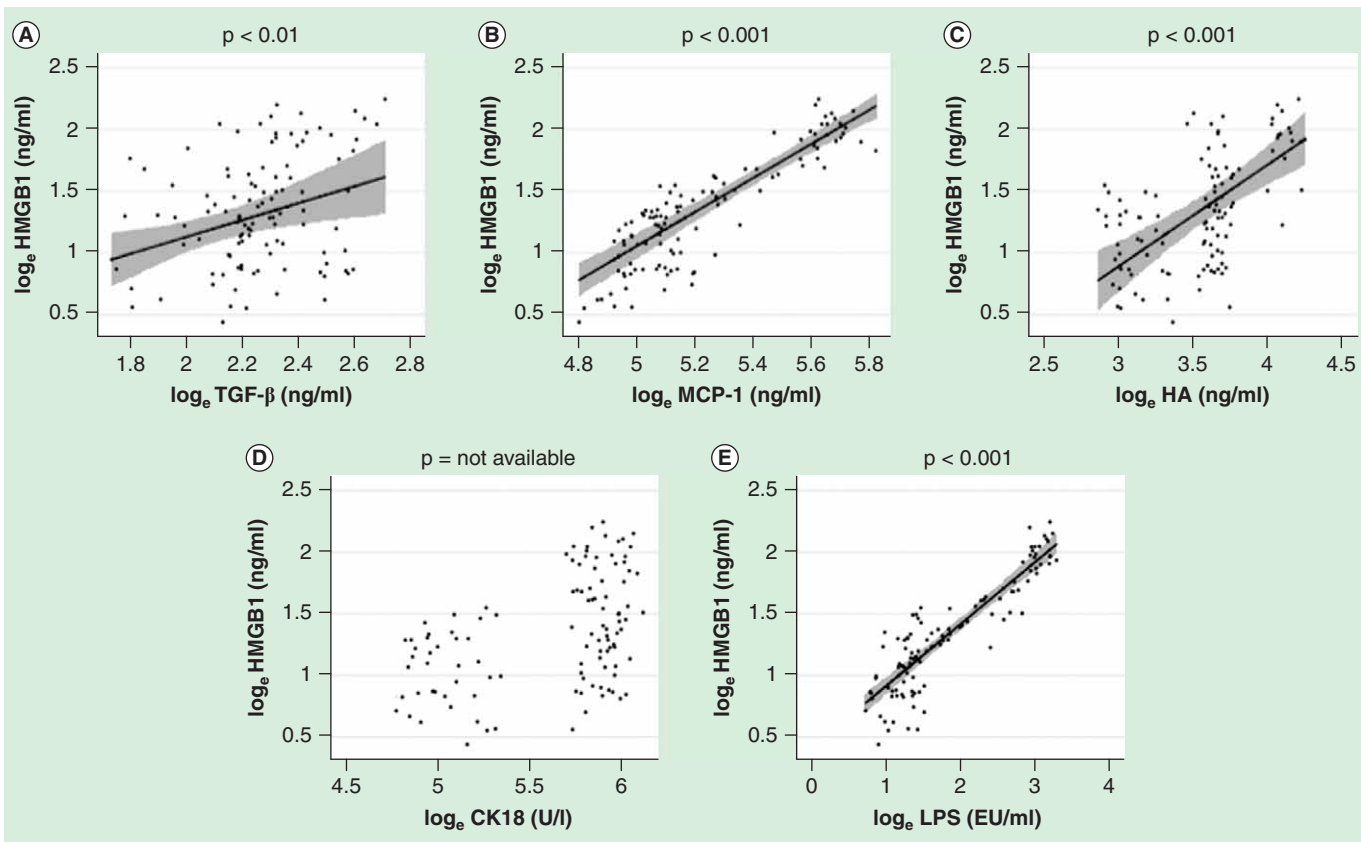 A
p < 0.01
2.5
2
1.5
1
0.5
logₑ HMGB1 (ng/ml)
1.8 2 2.2 2.4 2.6 2.8
logₑ TGF-β (ng/ml)
B
p < 0.001
2.5
2
1.5
1
0.5
logₑ HMGB1 (ng/ml)
4.8 5 5.2 5.4 5.6 5.8
logₑ MCP-1 (ng/ml)
C
p < 0.001
2.5
2
1.5
1
0.5
logₑ HMGB1 (ng/ml)
2.5 3 3.5 4 4.5
logₑ HA (ng/ml)
D
p = not available
2.5
2
1.5
1
0.5
logₑ HMGB1 (ng/ml)
4.5 5 5.5 6
logₑ CK18 (U/l)
E
p < 0.001
2.5
2
1.5
1
0.5
logₑ HMGB1 (ng/ml)
0 1 2 3 4
logₑ LPS (EU/ml)